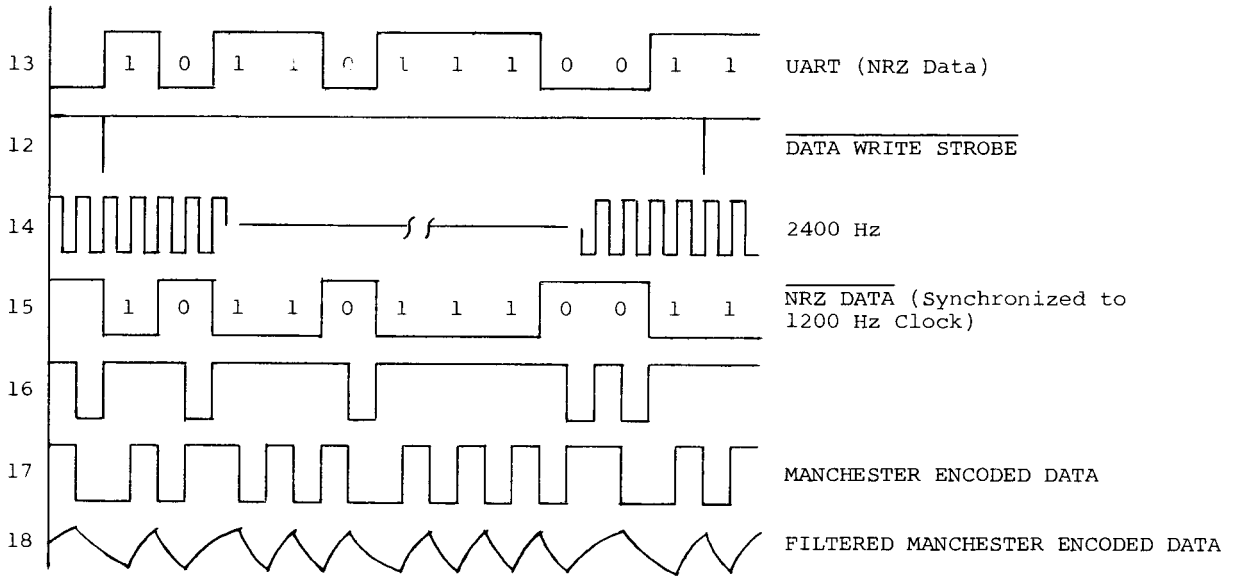 13 1 0 1 1 0 1 1 1 0 0 1 1 UART (NRZ Data)
12 DATA WRITE STROBE
14 2400 Hz
15 1 0 1 1 0 1 1 1 0 0 1 1 NRZ DATA (Synchronized to
1200 Hz Clock)
16
17 MANCHESTER ENCODED DATA
18 FILTERED MANCHESTER ENCODED DATA